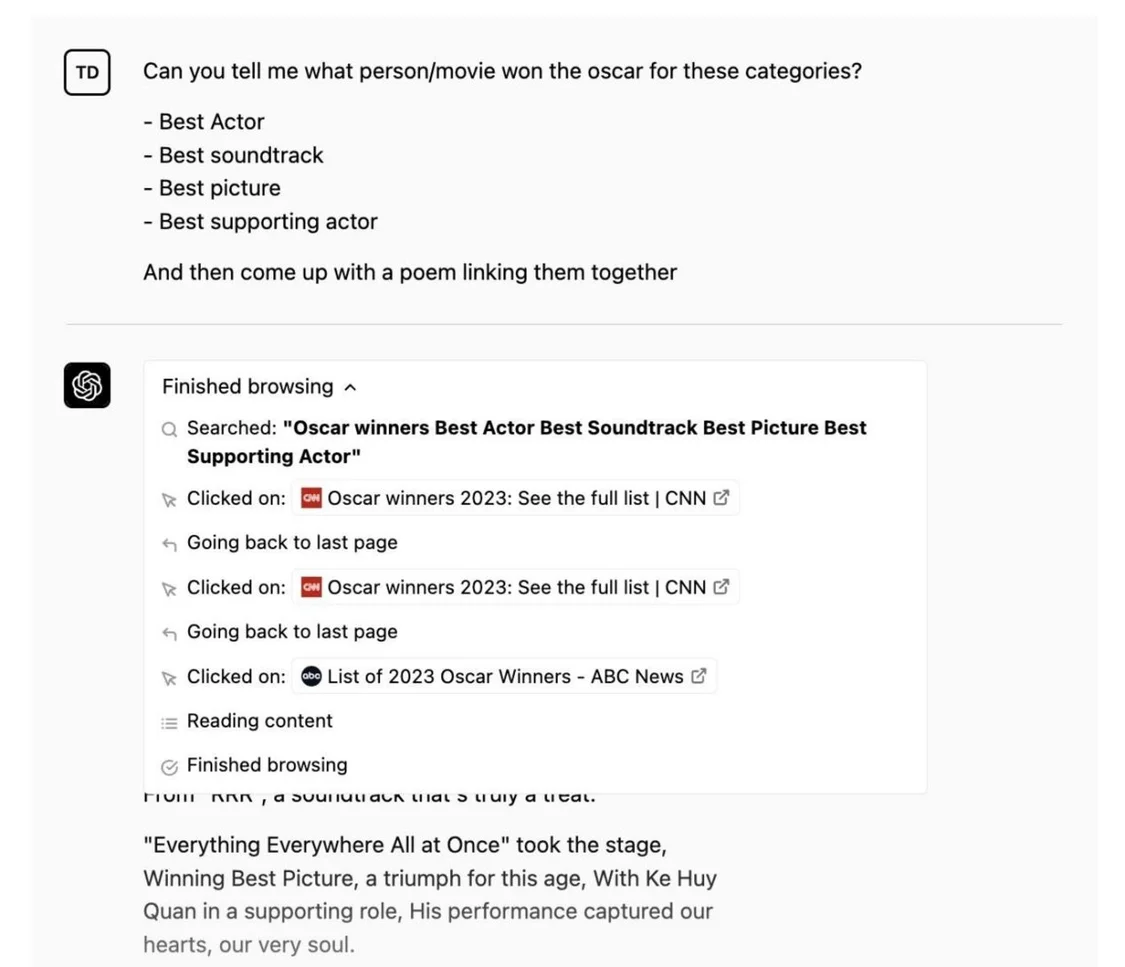 TD
Can you tell me what person/movie won the oscar for these categories?
- Best Actor
- Best soundtrack
- Best picture
- Best supporting actor
And then come up with a poem linking them together
Finished browsing
Searched: "Oscar winners Best Actor Best Soundtrack Best Picture Best
Supporting Actor"
Clicked on: CNN Oscar winners 2023: See the full list | CNN
Going back to last page
Clicked on: CNN Oscar winners 2023: See the full list | CNN
Going back to last page
Clicked on: abc List of 2023 Oscar Winners - ABC News
Reading content
Finished browsing
From "RRR", a soundtrack that's truly a treat.
"Everything Everywhere All at Once" took the stage,
Winning Best Picture, a triumph for this age, With Ke Huy
Quan in a supporting role, His performance captured our
hearts, our very soul.